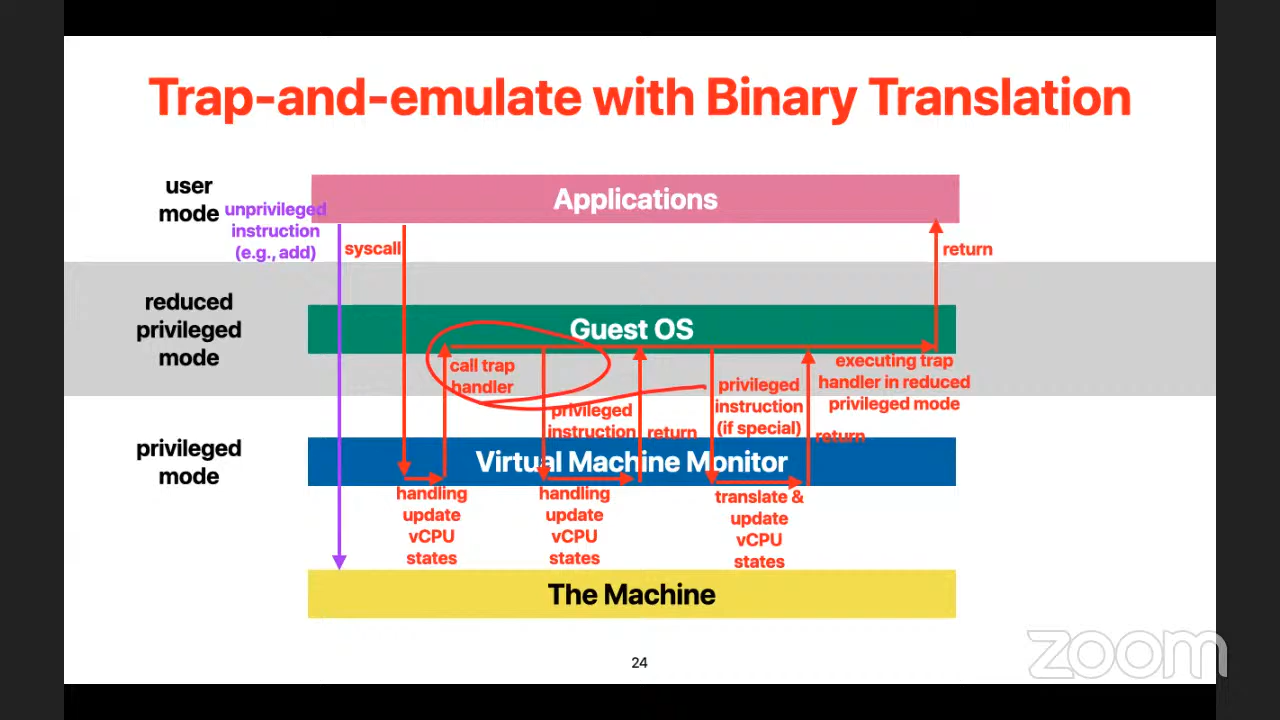 Trap-and-emulate with Binary Translation
user
mode
unprivileged
instruction
(e.g., add)
Applications
syscall
return
reduced
privileged
mode
Guest OS
call trap
handler
executing trap
handler in reduced
privileged mode
privileged
instruction
return
privileged
instruction
(if special)
return
privileged
mode
Virtual Machine Monitor
handling
update
vCPU
states
handling
update
vCPU
states
translate &
update
vCPU
states
The Machine
24
zoom